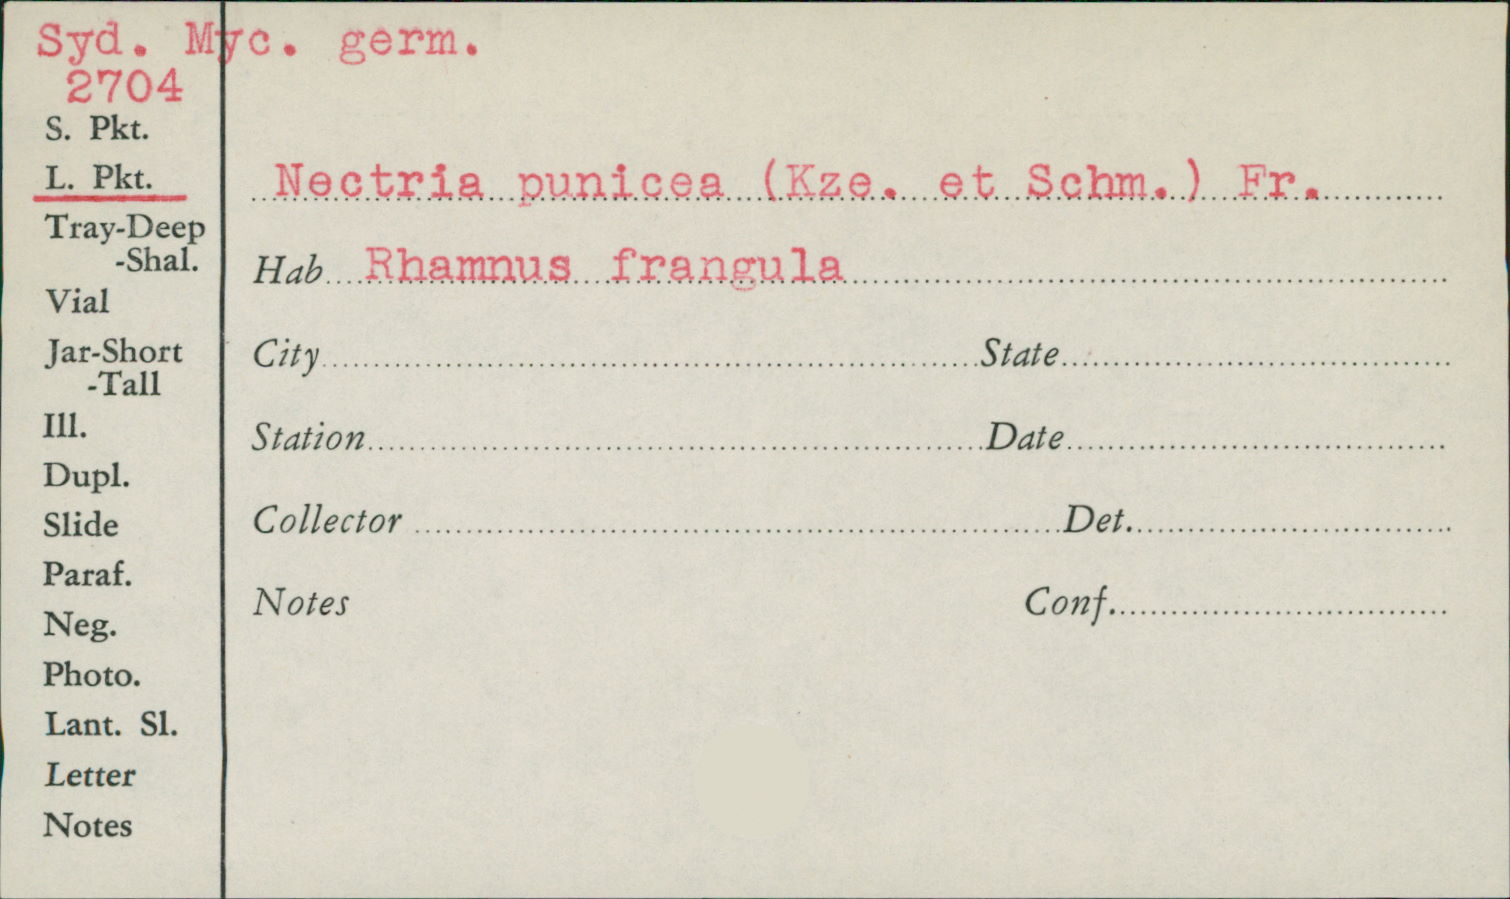 Syd. Myc. germ.
2704
S. Pkt.
L. Pkt.
Tray-Deep
-Shal.
Vial
Jar-Short
-Tall
Ill.
Dupl.
Slide
Paraf.
Neg.
Photo.
Lant. Sl.
Letter
Notes
Nectria punicea (Kze. et Schm.) Fr.
Hab Rhamnus frangula
City State
Station Date
Collector Det.
Notes Conf.